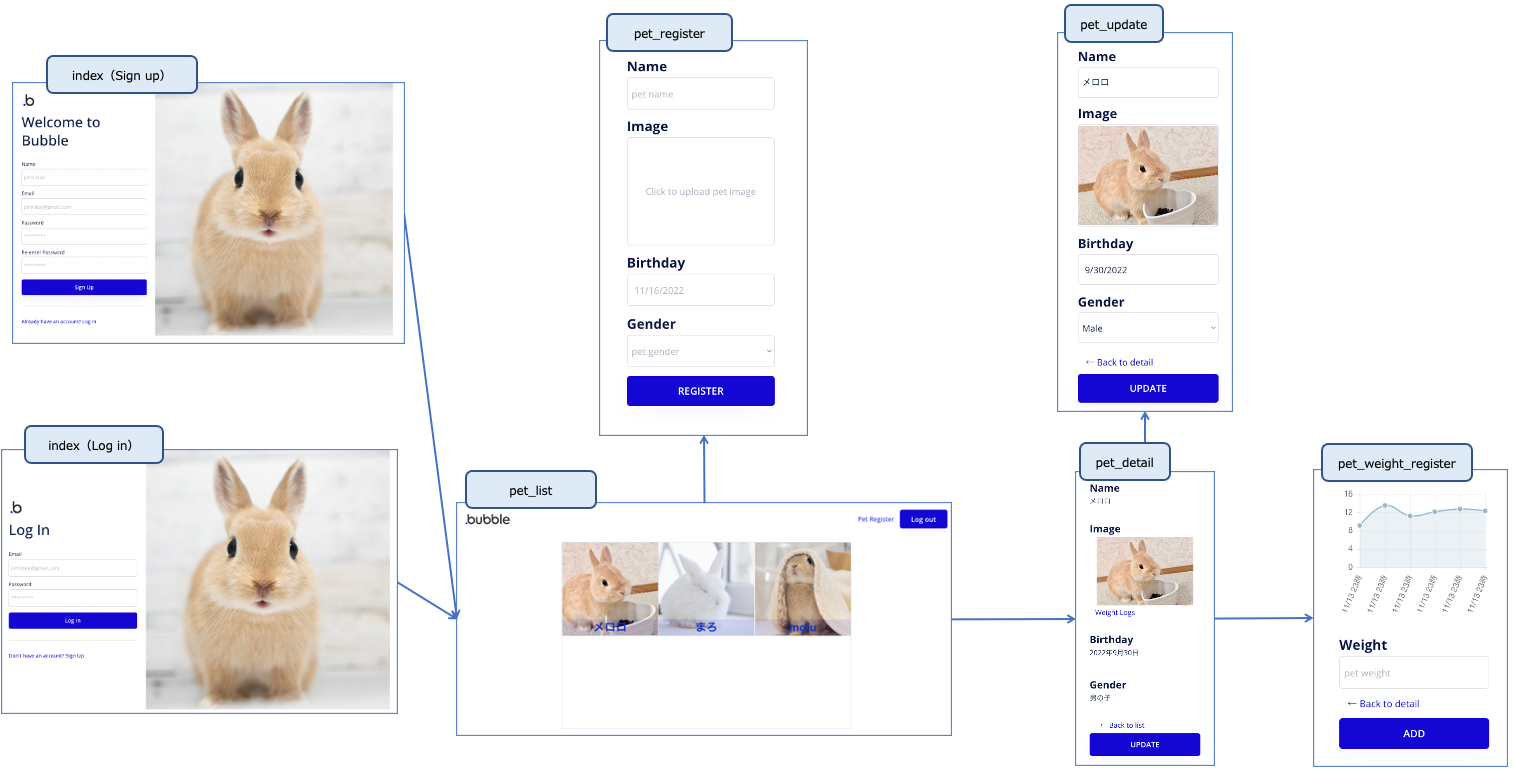 index（Sign up）
.b
Welcome to
Bubble
Name
john doe
Email
johndoe@gmail.com
Password
********
Re-enter Password
********
Sign Up
Already have an account? Log in
index（Log in）
.b
Log In
Email
johndoe@gmail.com
Password
********
Log in
Don't have an account? Sign Up
pet_register
Name
pet name
Image
Click to upload pet image
Birthday
11/16/2022
Gender
pet gender
REGISTER
pet_list
.bubble
Pet Register
Log out
メロロ
まろ
mofu
pet_update
Name
メロロ
Image
Birthday
9/30/2022
Gender
Male
← Back to detail
UPDATE
pet_detail
Name
メロロ
Image
Weight Logs
Birthday
2022年9月30日
Gender
男の子
Back to list
UPDATE
pet_weight_register
16
12
8
4
0
11/13 23時
11/13 23時
11/13 23時
11/13 23時
11/13 23時
11/13 23時
Weight
pet weight
← Back to detail
ADD